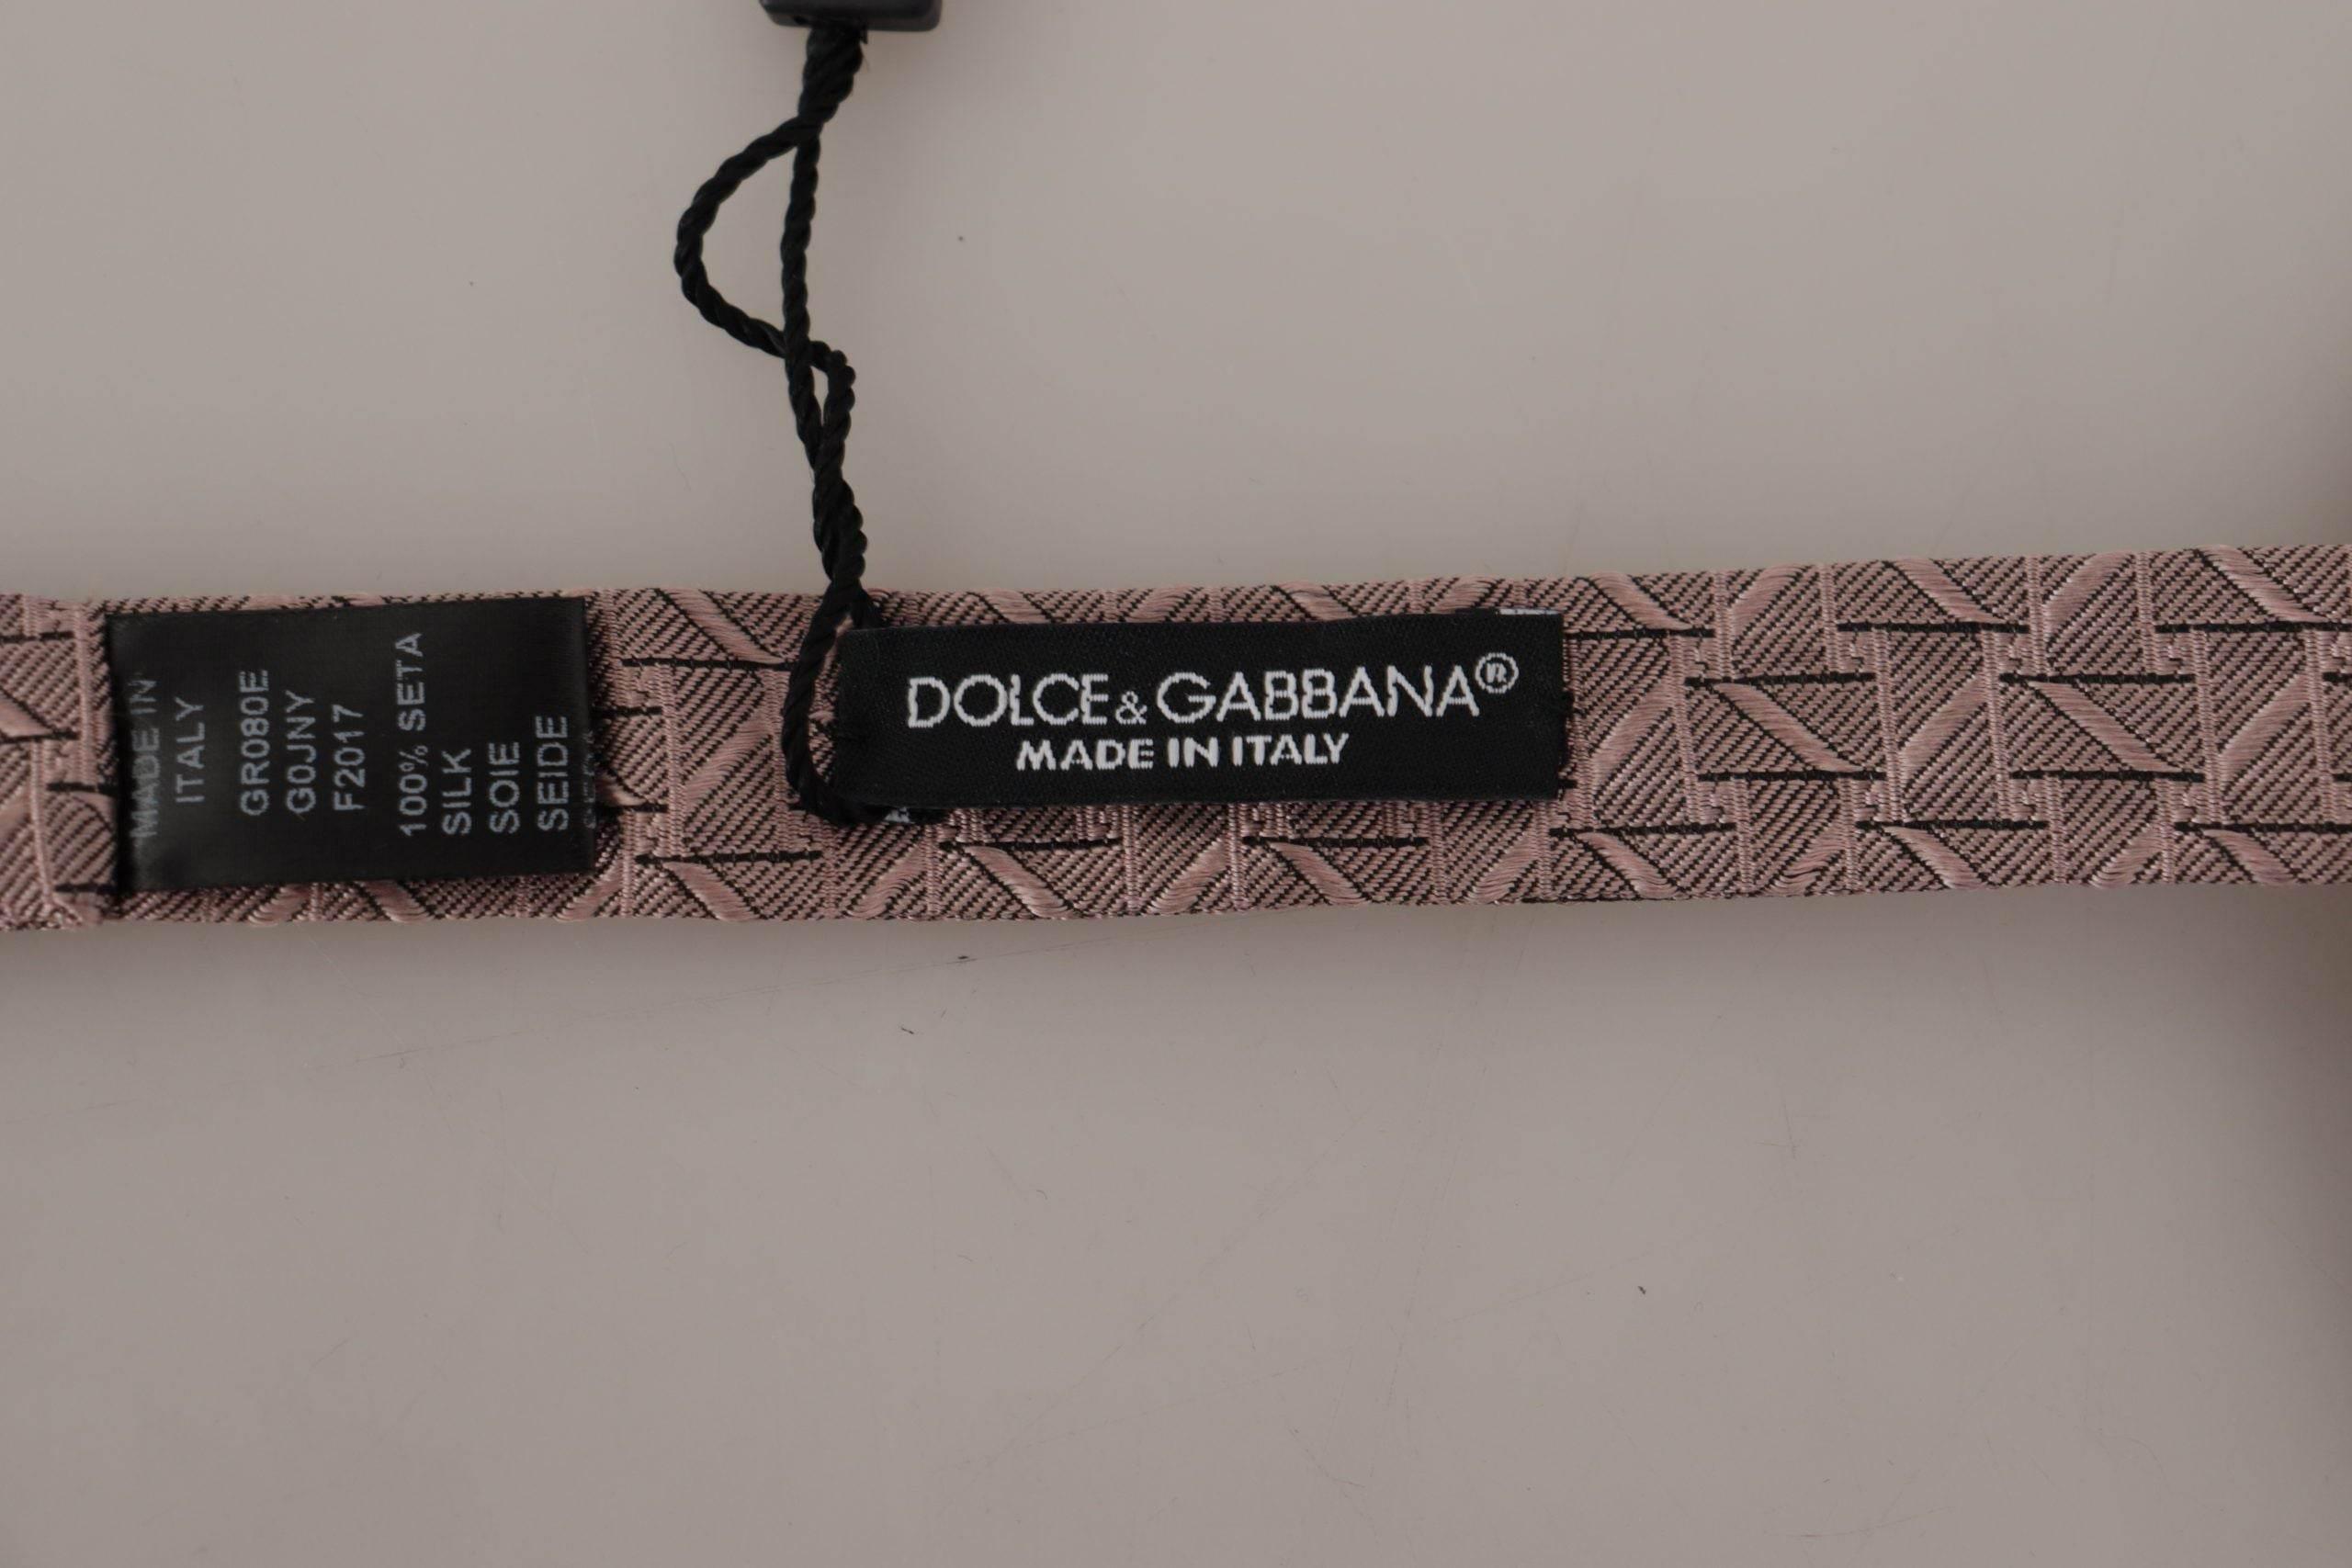 MADE IN
ITALY
GR080E
G0JNY
F2017
100% SETA
SILK
SOIE
SEIDE
DOLCE & GABBANA®
MADE IN ITALY